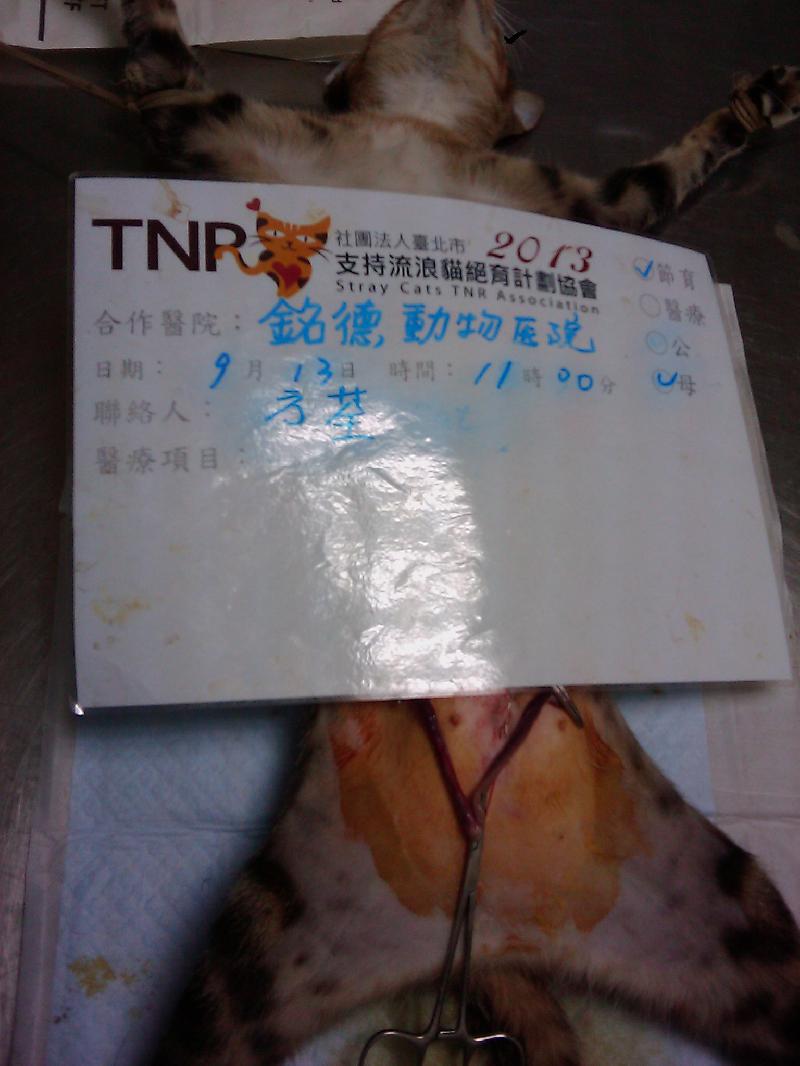 TNR
社團法人臺北市
2013
支持流浪貓絕育計劃協會
Stray Cats TNR Association
節育
醫療
公
母
合作醫院：銘德動物医院
日期：9月13日 時間：11時00分
聯絡人：方荃
醫療項目：